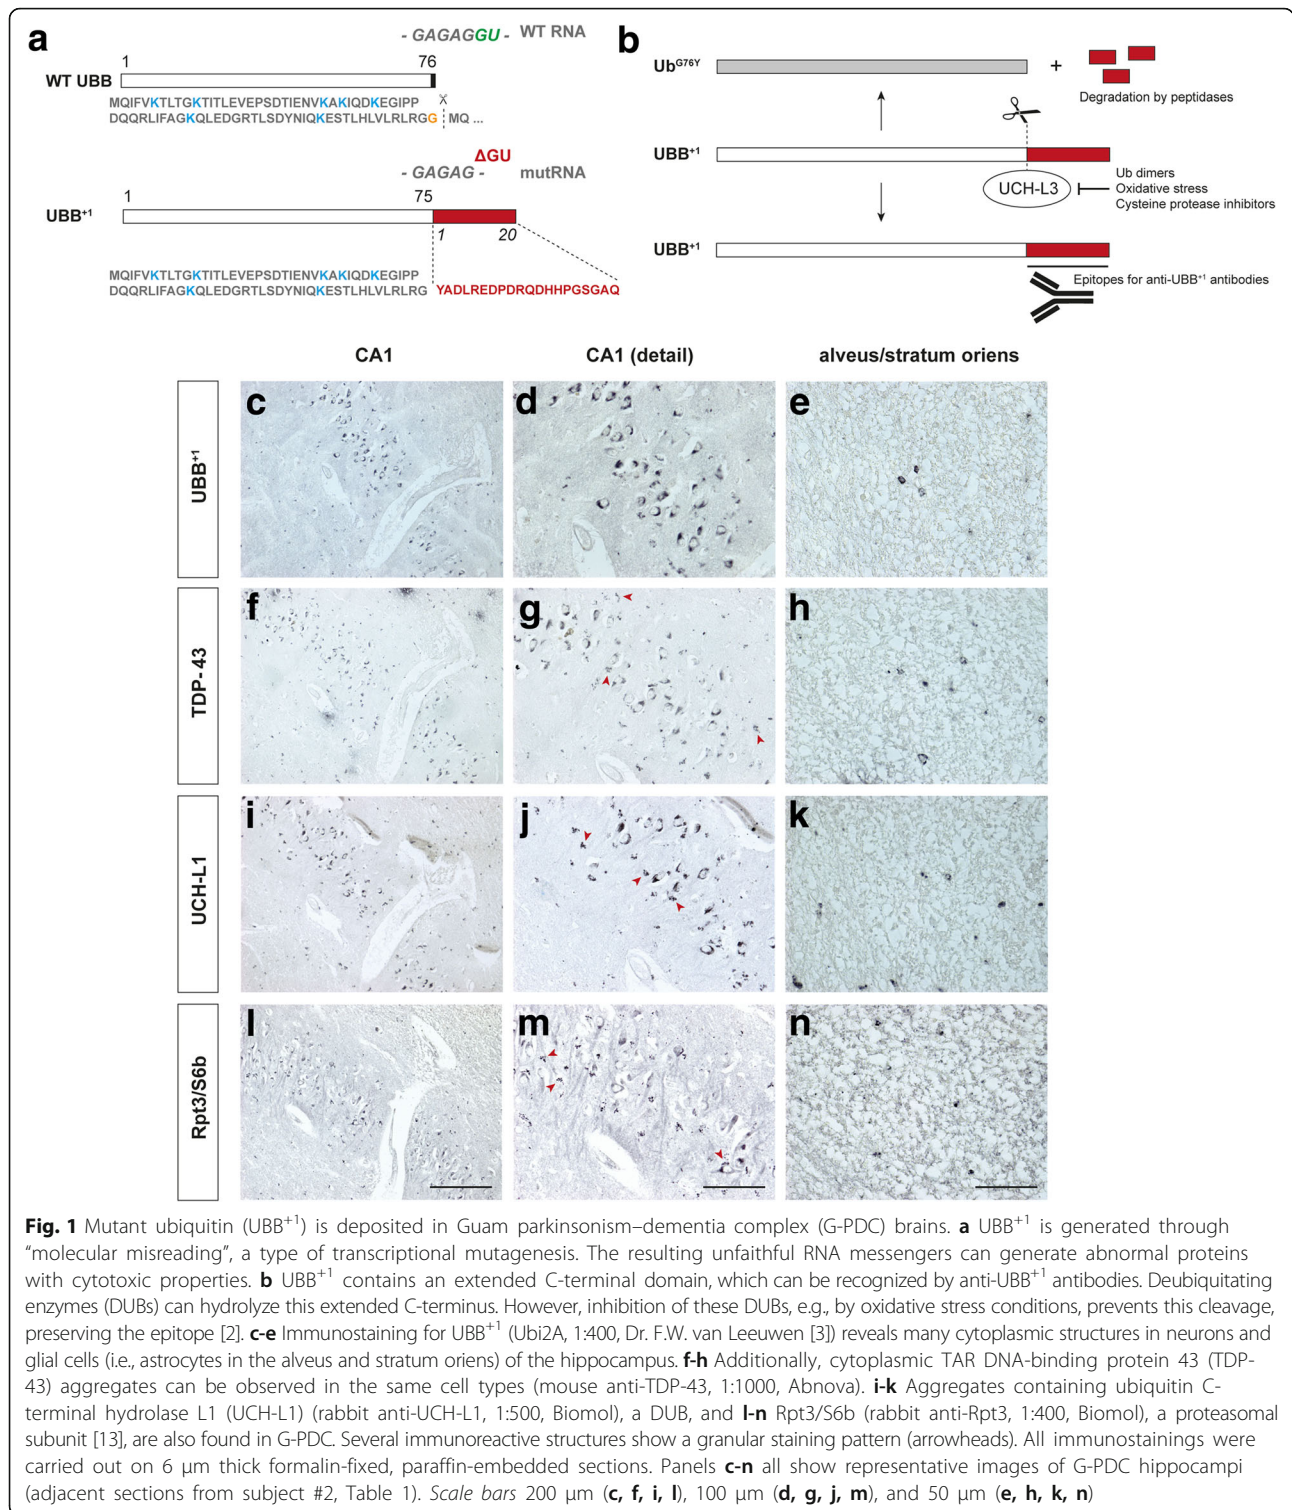 a
- GAGAGGU - WT RNA
1 76
WT UBB
MQIFVKTLTGKTITLEVEPSDTIENVKAKIQDKEGIPP
DQQRLIFAGKQLEDGRTLSDYNIQKESTLHLVLRLRGG MQ ...
ΔGU
- GAGAG - mutRNA
1 75
UBB+1
1 20
MQIFVKTLTGKTITLEVEPSDTIENVKAKIQDKEGIPP
DQQRLIFAGKQLEDGRTLSDYNIQKESTLHLVLRLRG YADLREDPDRQDHHPGSGAQ
b
UbG76Y +
Degradation by peptidases
UBB+1
UCH-L3
Ub dimers
Oxidative stress
Cysteine protease inhibitors
UBB+1
Epitopes for anti-UBB+1 antibodies
CA1 CA1 (detail) alveus/stratum oriens
UBB+1
c d e
TDP-43
f g h
UCH-L1
i j k
Rpt3/S6b
l m n
Fig. 1 Mutant ubiquitin (UBB+1) is deposited in Guam parkinsonism–dementia complex (G-PDC) brains. a UBB+1 is generated through
“molecular misreading”, a type of transcriptional mutagenesis. The resulting unfaithful RNA messengers can generate abnormal proteins
with cytotoxic properties. b UBB+1 contains an extended C-terminal domain, which can be recognized by anti-UBB+1 antibodies. Deubiquitating
enzymes (DUBs) can hydrolyze this extended C-terminus. However, inhibition of these DUBs, e.g., by oxidative stress conditions, prevents this cleavage,
preserving the epitope [2]. c-e Immunostaining for UBB+1 (Ubi2A, 1:400, Dr. F.W. van Leeuwen [3]) reveals many cytoplasmic structures in neurons and
glial cells (i.e., astrocytes in the alveus and stratum oriens) of the hippocampus. f-h Additionally, cytoplasmic TAR DNA-binding protein 43 (TDP-
43) aggregates can be observed in the same cell types (mouse anti-TDP-43, 1:1000, Abnova). i-k Aggregates containing ubiquitin C-
terminal hydrolase L1 (UCH-L1) (rabbit anti-UCH-L1, 1:500, Biomol), a DUB, and l-n Rpt3/S6b (rabbit anti-Rpt3, 1:400, Biomol), a proteasomal
subunit [13], are also found in G-PDC. Several immunoreactive structures show a granular staining pattern (arrowheads). All immunostainings were
carried out on 6 μm thick formalin-fixed, paraffin-embedded sections. Panels c-n all show representative images of G-PDC hippocampi
(adjacent sections from subject #2, Table 1). Scale bars 200 μm (c, f, i, l), 100 μm (d, g, j, m), and 50 μm (e, h, k, n)